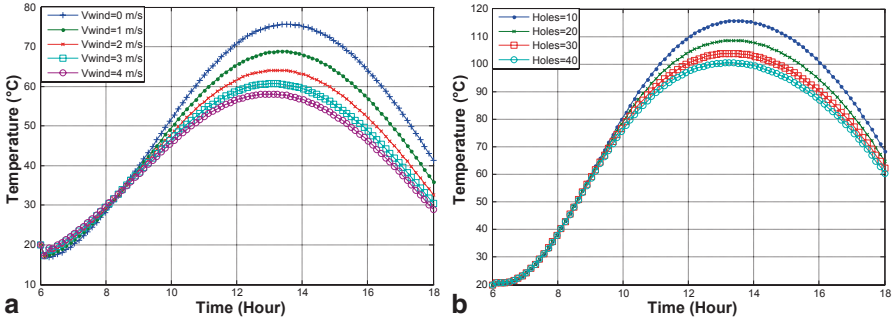 80
70
60
50
40
30
20
10
Temperature (°C)
Vwind=0 m/s
Vwind=1 m/s
Vwind=2 m/s
Vwind=3 m/s
Vwind=4 m/s
6 8 10 12 14 16 18
Time (Hour)
a
120
110
100
90
80
70
60
50
40
30
20
Temperature (°C)
Holes=10
Holes=20
Holes=30
Holes=40
6 8 10 12 14 16 18
Time (Hour)
b